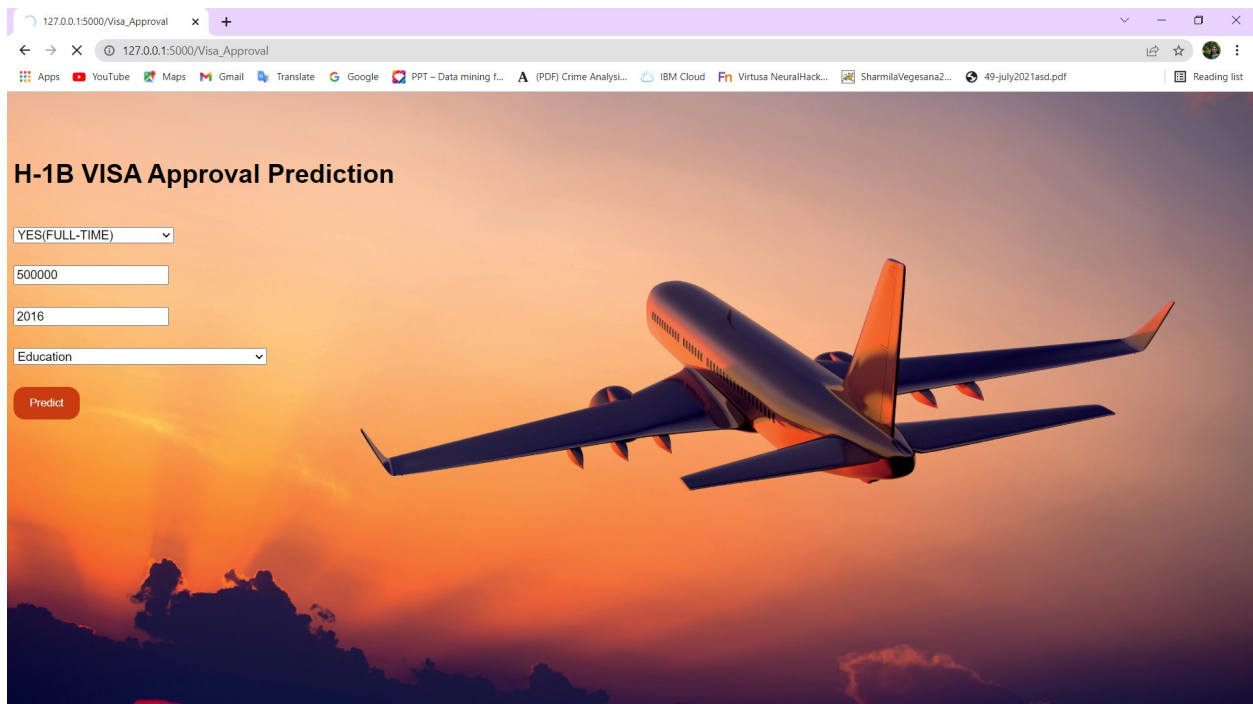 127.0.0.1:5000/Visa_Approval
127.0.0.1:5000/Visa_Approval
Apps YouTube Maps Gmail Translate Google PPT – Data mining f... (PDF) Crime Analysi... IBM Cloud Fn Virtusa NeuralHack... SharmilaVegesana2... 49-july2021asd.pdf Reading list
H-1B VISA Approval Prediction
YES(FULL-TIME)
500000
2016
Education
Predict